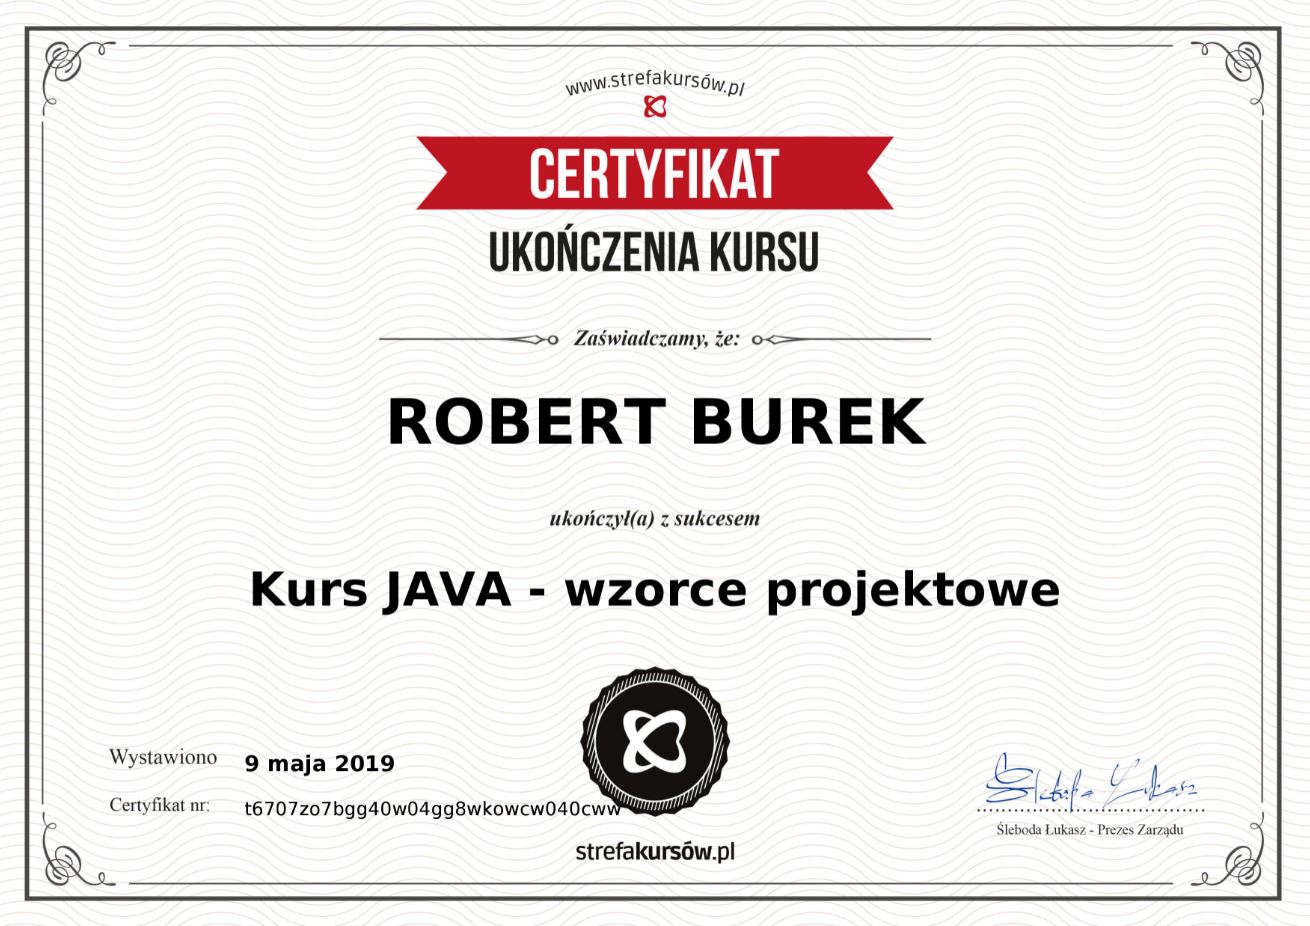 www.strefakursów.pl
CERTYFIKAT
UKOŃCZENIA KURSU
Zaświadczamy, że:
ROBERT BUREK
ukończył(a) z sukcesem
Kurs JAVA - wzorce projektowe
Wystawiono 9 maja 2019
Certyfikat nr: t6707zo7bgg40w04gg8wkowcw040cww
Śleboda Łukasz
Śleboda Łukasz - Prezes Zarządu
strefakursów.pl